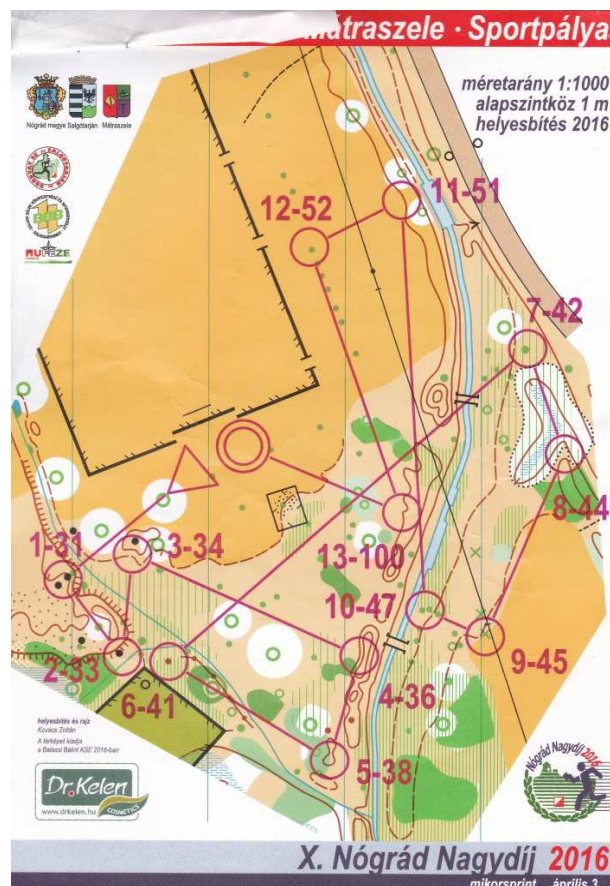 Mátraszele · Sportpálya
méretarány 1:1000
alapszintköz 1 m
helyesbítés 2016
Nógrád megye Salgótarján Mátraszele
11-51
12-52
7-42
8-44
1-31
3-34
13-100
10-47
9-45
2-33
6-41
4-36
5-38
helyesbítés és rajz
Kovács Zoltán
A térképet kiadja
a Balassi Bálint KSE 2016-ban
Dr.Kelen
www.drkelen.hu
COSMETICS
Nógrád Nagydíj 2016
X. Nógrád Nagydíj 2016
mikorsprint április 3.